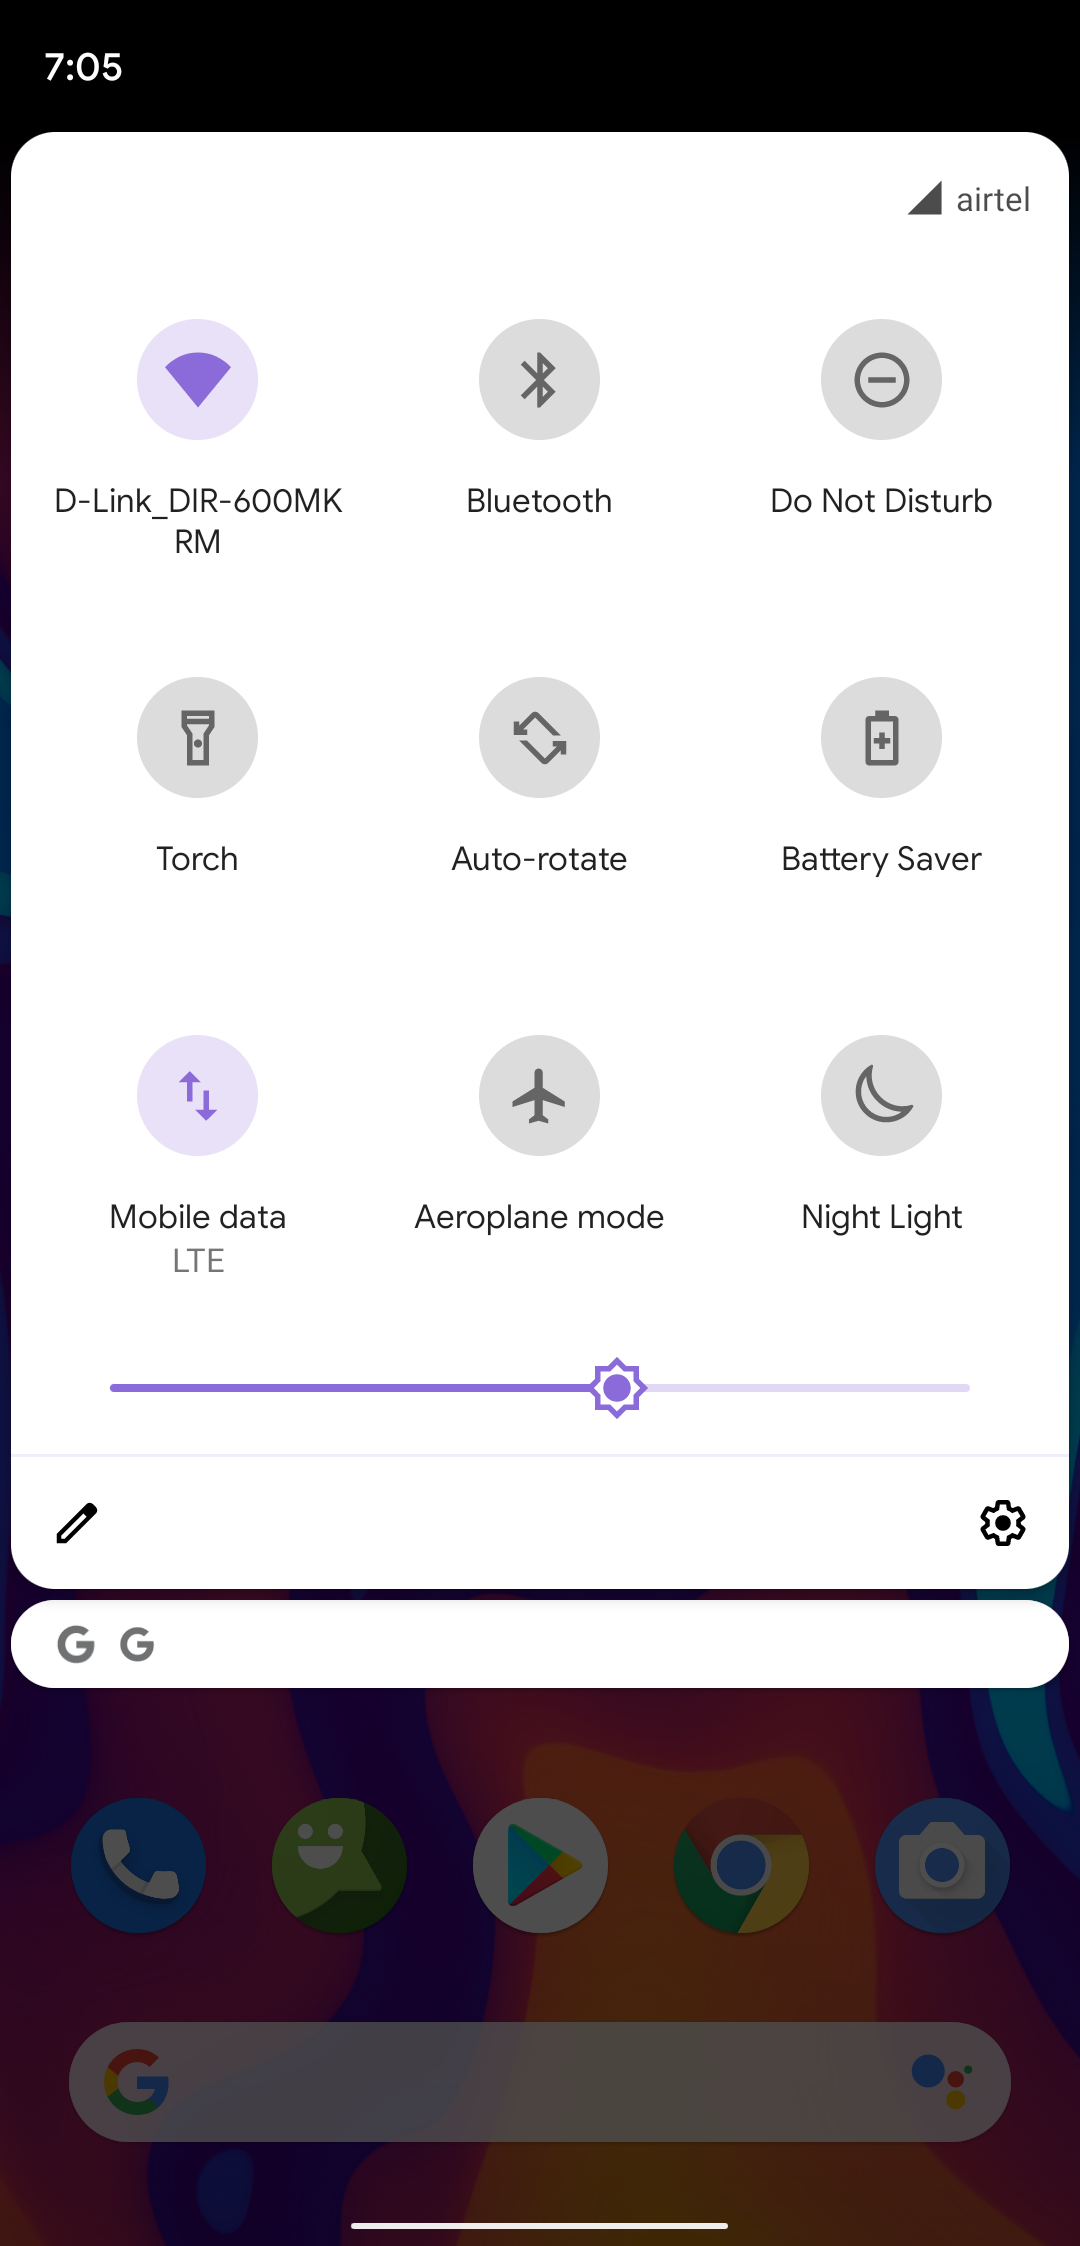 7:05
airtel
D-Link_DIR-600MK
RM
Bluetooth
Do Not Disturb
Torch
Auto-rotate
Battery Saver
Mobile data
LTE
Aeroplane mode
Night Light